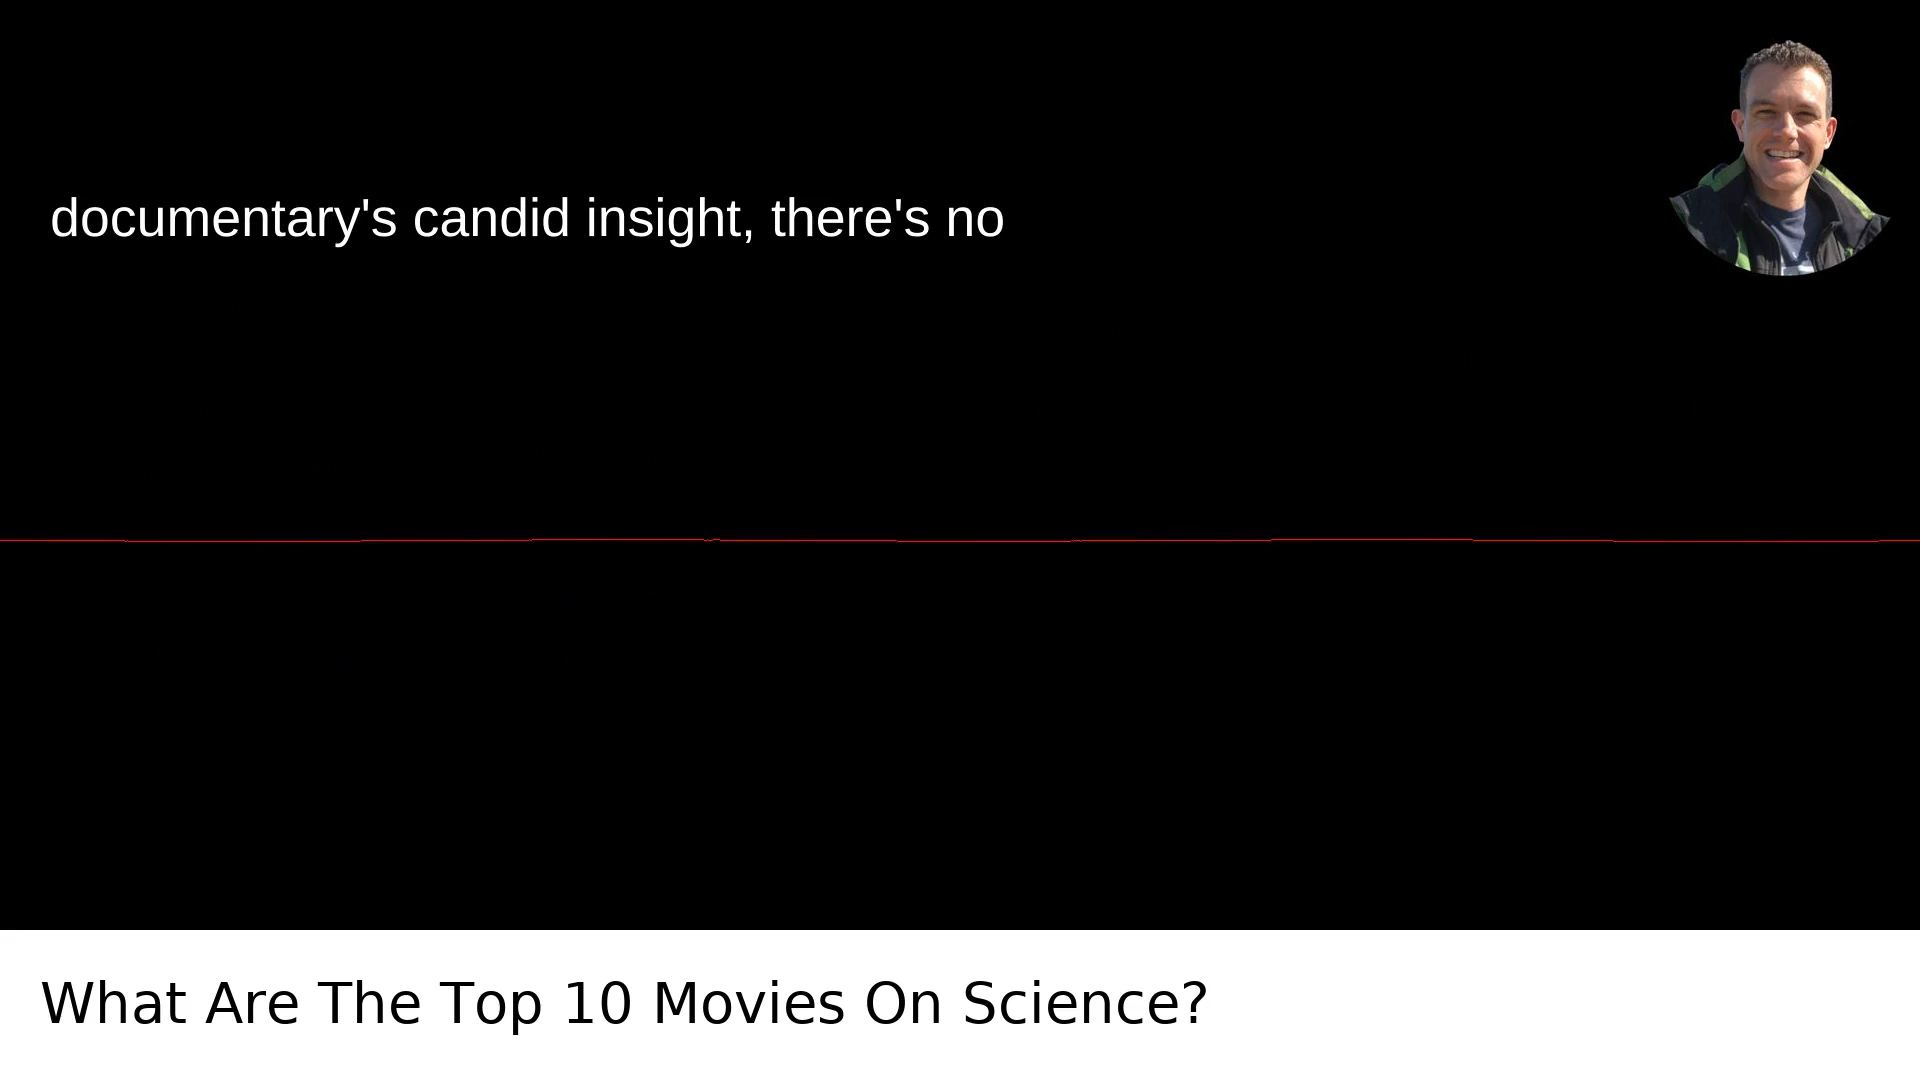 documentary's candid insight, there's no
What Are The Top 10 Movies On Science?